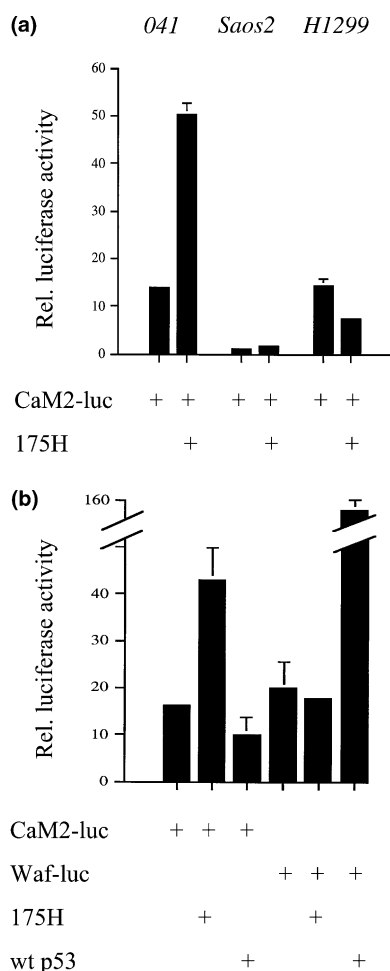 (a) 041 Saos2 H1299
Rel. luciferase activity
60
50
40
30
20
10
0
CaM2-luc + + + + + +
175H + + +
(b)
Rel. luciferase activity
160
40
30
20
10
0
CaM2-luc + + +
Waf-luc + + +
175H + +
wt p53 + +